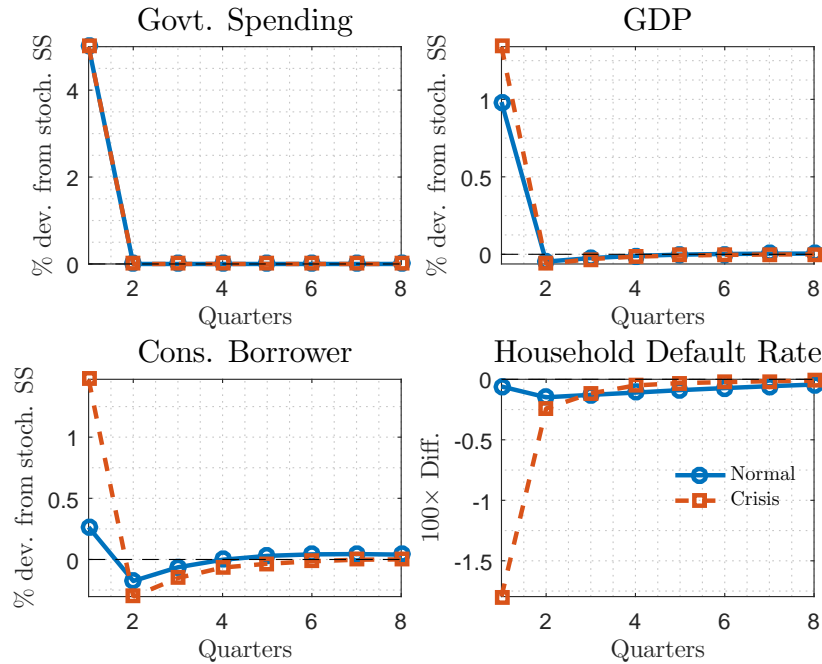 Govt. Spending
% dev. from stoch. SS
4
2
0
2 4 6 8
Quarters
GDP
% dev. from stoch. SS
1
0.5
0
2 4 6 8
Quarters
Cons. Borrower
% dev. from stoch. SS
1
0.5
0
2 4 6 8
Quarters
Household Default Rate
100× Diff.
0
-0.5
-1
-1.5
Normal
Crisis
2 4 6 8
Quarters